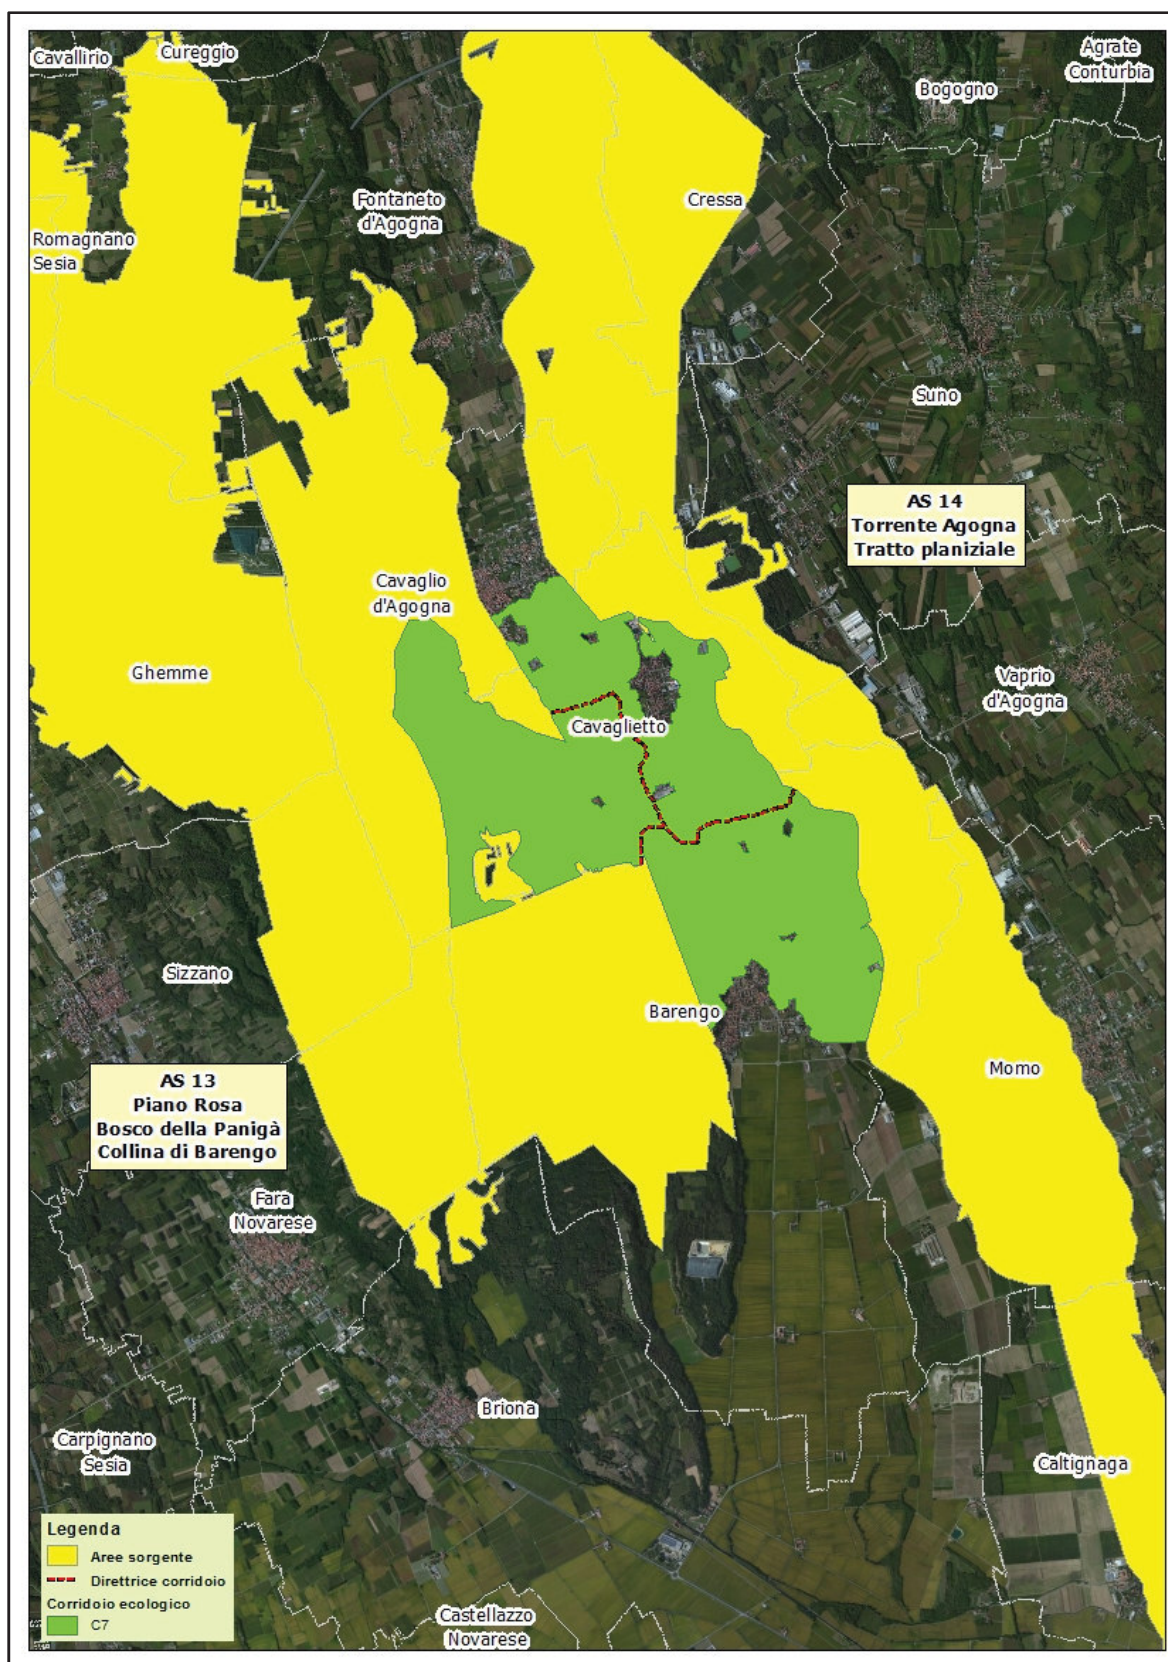 Cavallirio
Cureggio
Agrate
Conturbia
Bogogno
Fontaneto
d'Agogna
Cressa
Romagnano
Sesia
Suno
AS 14
Torrente Agogna
Tratto planiziale
Cavaglio
d'Agogna
Ghemme
Vaprio
d'Agogna
Cavaglietto
Sizzano
Barengo
Momo
AS 13
Piano Rosa
Bosco della Panigà
Collina di Barengo
Fara
Novarese
Briona
Carpignano
Sesia
Caltignaga
Legenda
Aree sorgente
Direttrice corridoio
Corridoio ecologico
C7
Castellazzo
Novarese